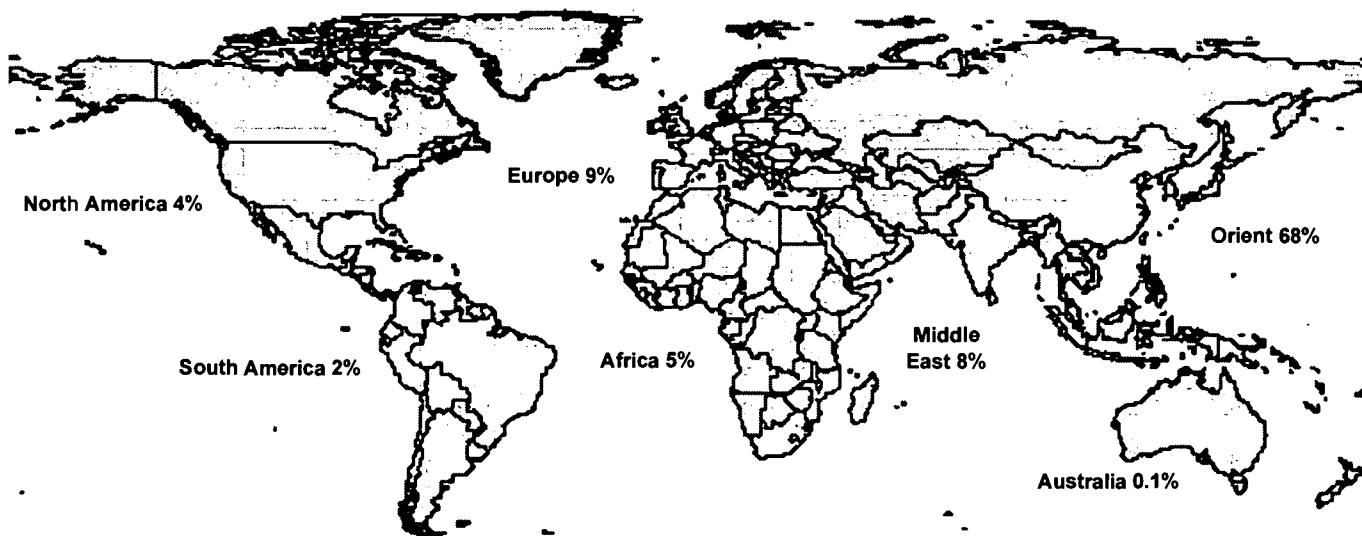 Europe 9%
North America 4%
Orient 68%
South America 2%
Africa 5%
Middle
East 8%
Australia 0.1%